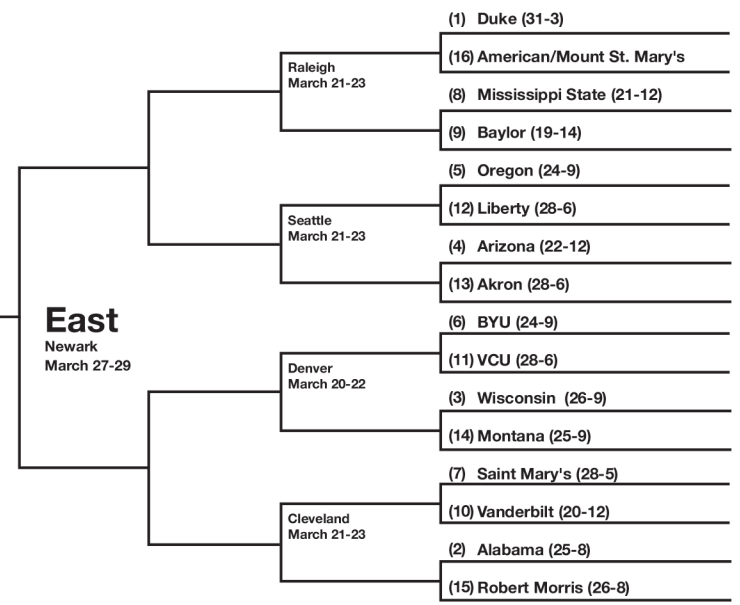 (1) Duke (31-3)
(16) American/Mount St. Mary's
Raleigh
March 21-23
(8) Mississippi State (21-12)
(9) Baylor (19-14)
(5) Oregon (24-9)
(12) Liberty (28-6)
Seattle
March 21-23
(4) Arizona (22-12)
(13) Akron (28-6)
East
Newark
March 27-29
(6) BYU (24-9)
(11) VCU (28-6)
Denver
March 20-22
(3) Wisconsin (26-9)
(14) Montana (25-9)
(7) Saint Mary's (28-5)
(10) Vanderbilt (20-12)
Cleveland
March 21-23
(2) Alabama (25-8)
(15) Robert Morris (26-8)